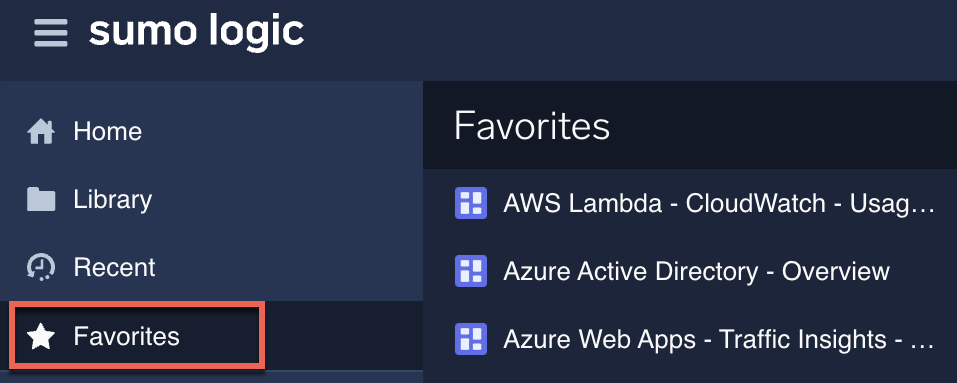 sumo logic
Home
Library
Recent
Favorites
Favorites
AWS Lambda - CloudWatch - Usag…
Azure Active Directory - Overview
Azure Web Apps - Traffic Insights - …